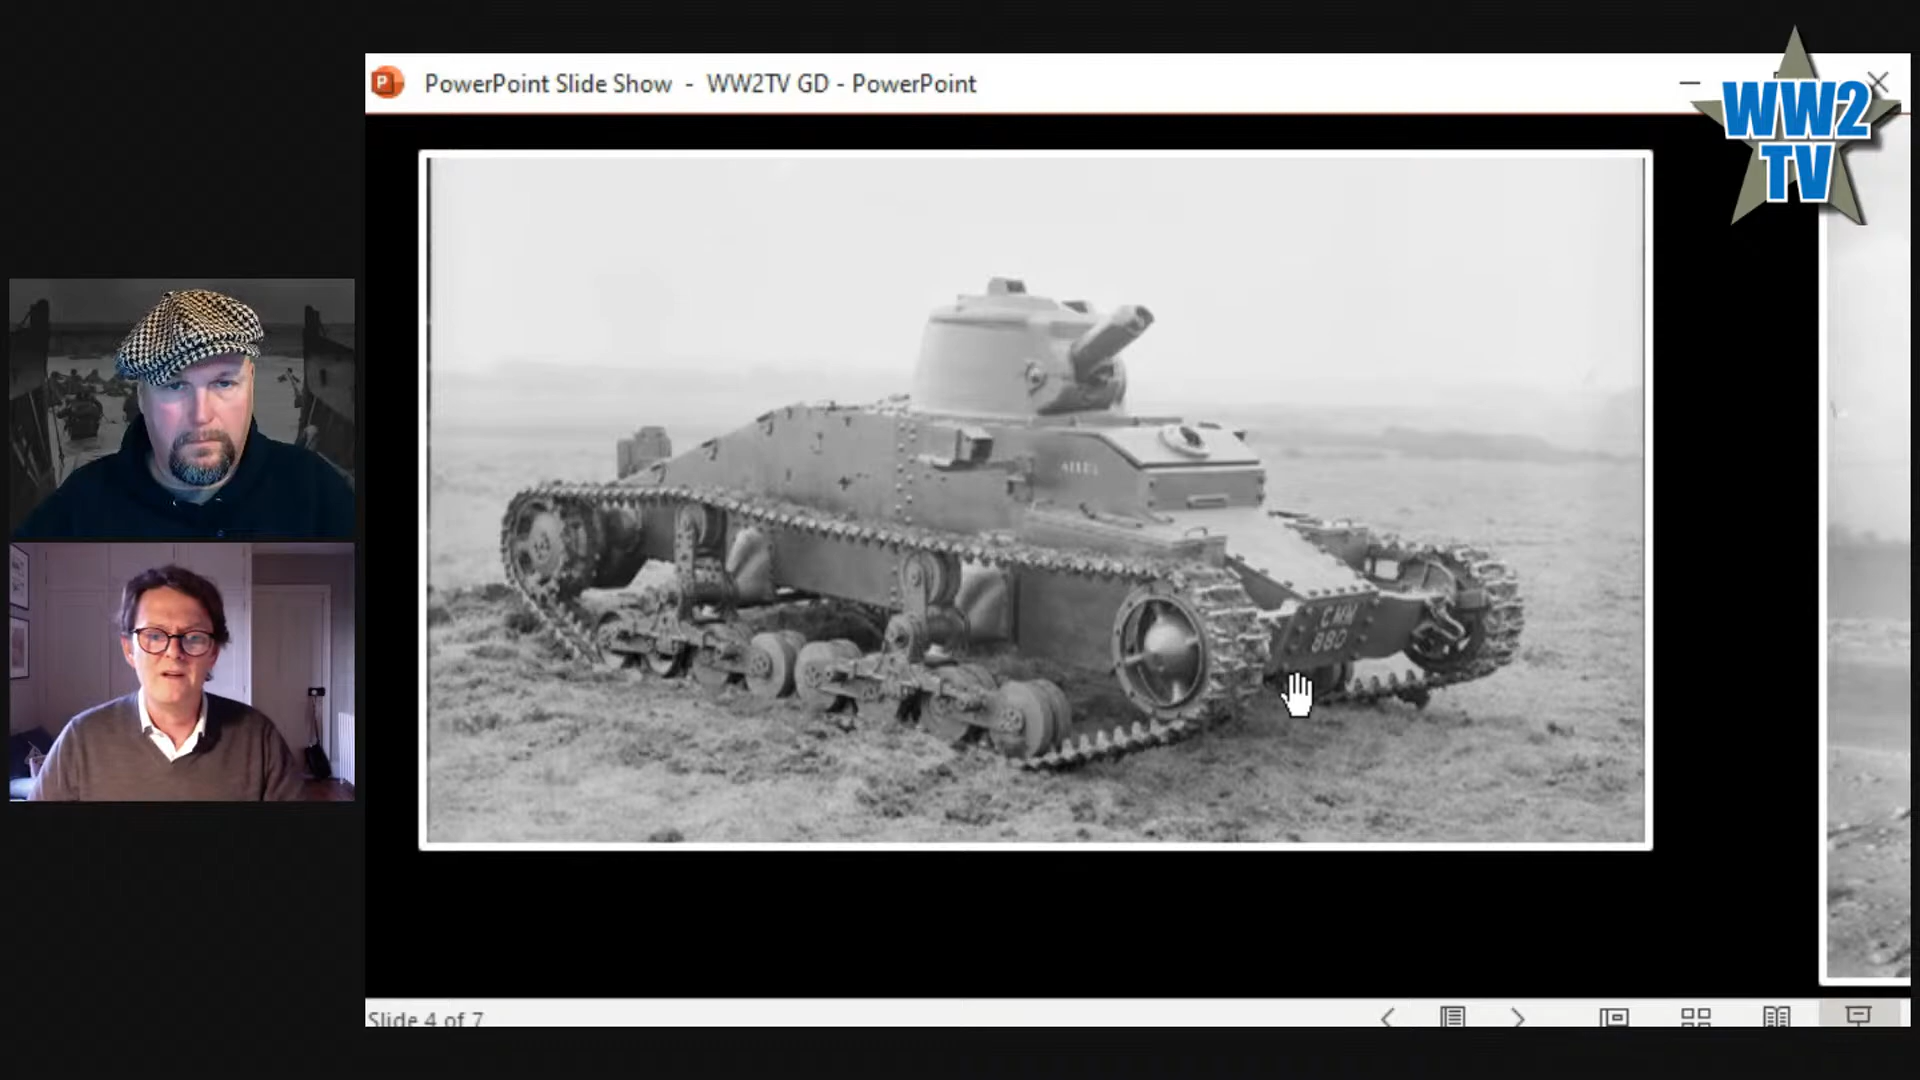 PowerPoint Slide Show - WW2TV GD - PowerPoint
WW2
TV
CMM
880
Slide 4 of 7